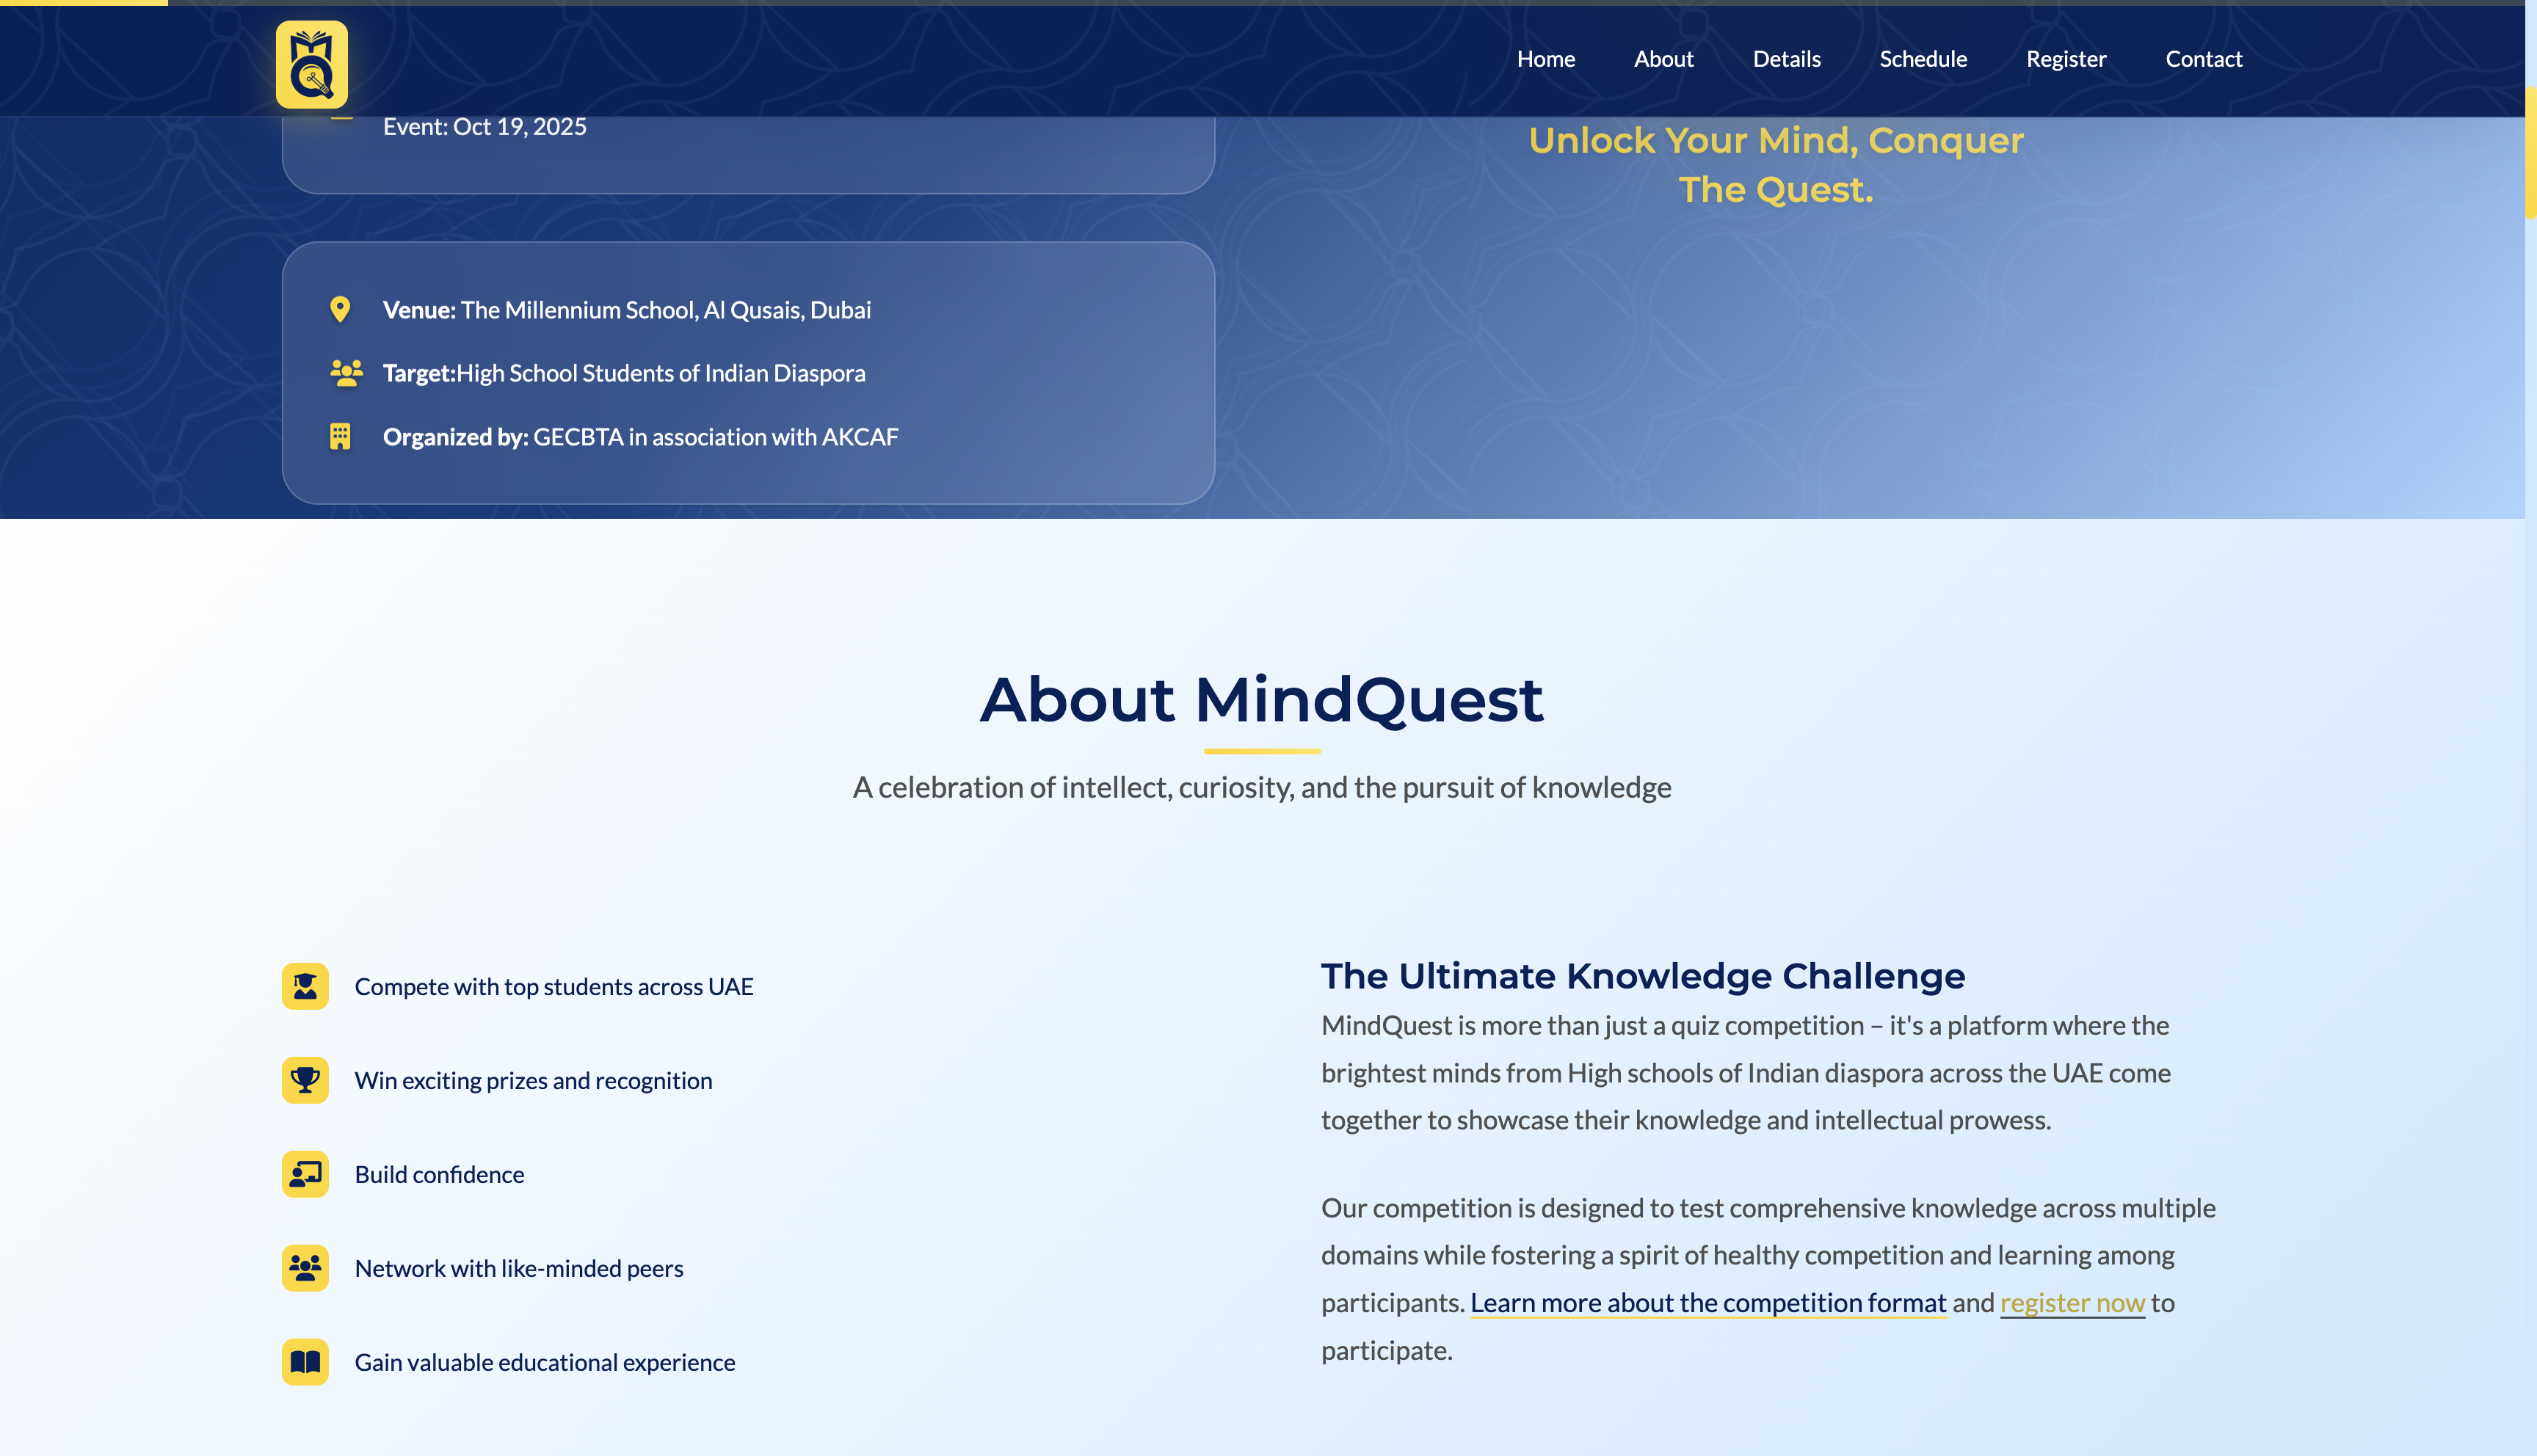 Home About Details Schedule Register Contact
Event: Oct 19, 2025
Unlock Your Mind, Conquer
The Quest.
Venue: The Millennium School, Al Qusais, Dubai
Target:High School Students of Indian Diaspora
Organized by: GECBTA in association with AKCAF
About MindQuest
A celebration of intellect, curiosity, and the pursuit of knowledge
Compete with top students across UAE
Win exciting prizes and recognition
Build confidence
Network with like-minded peers
Gain valuable educational experience
The Ultimate Knowledge Challenge
MindQuest is more than just a quiz competition – it's a platform where the
brightest minds from High schools of Indian diaspora across the UAE come
together to showcase their knowledge and intellectual prowess.
Our competition is designed to test comprehensive knowledge across multiple
domains while fostering a spirit of healthy competition and learning among
participants. Learn more about the competition format and register now to
participate.